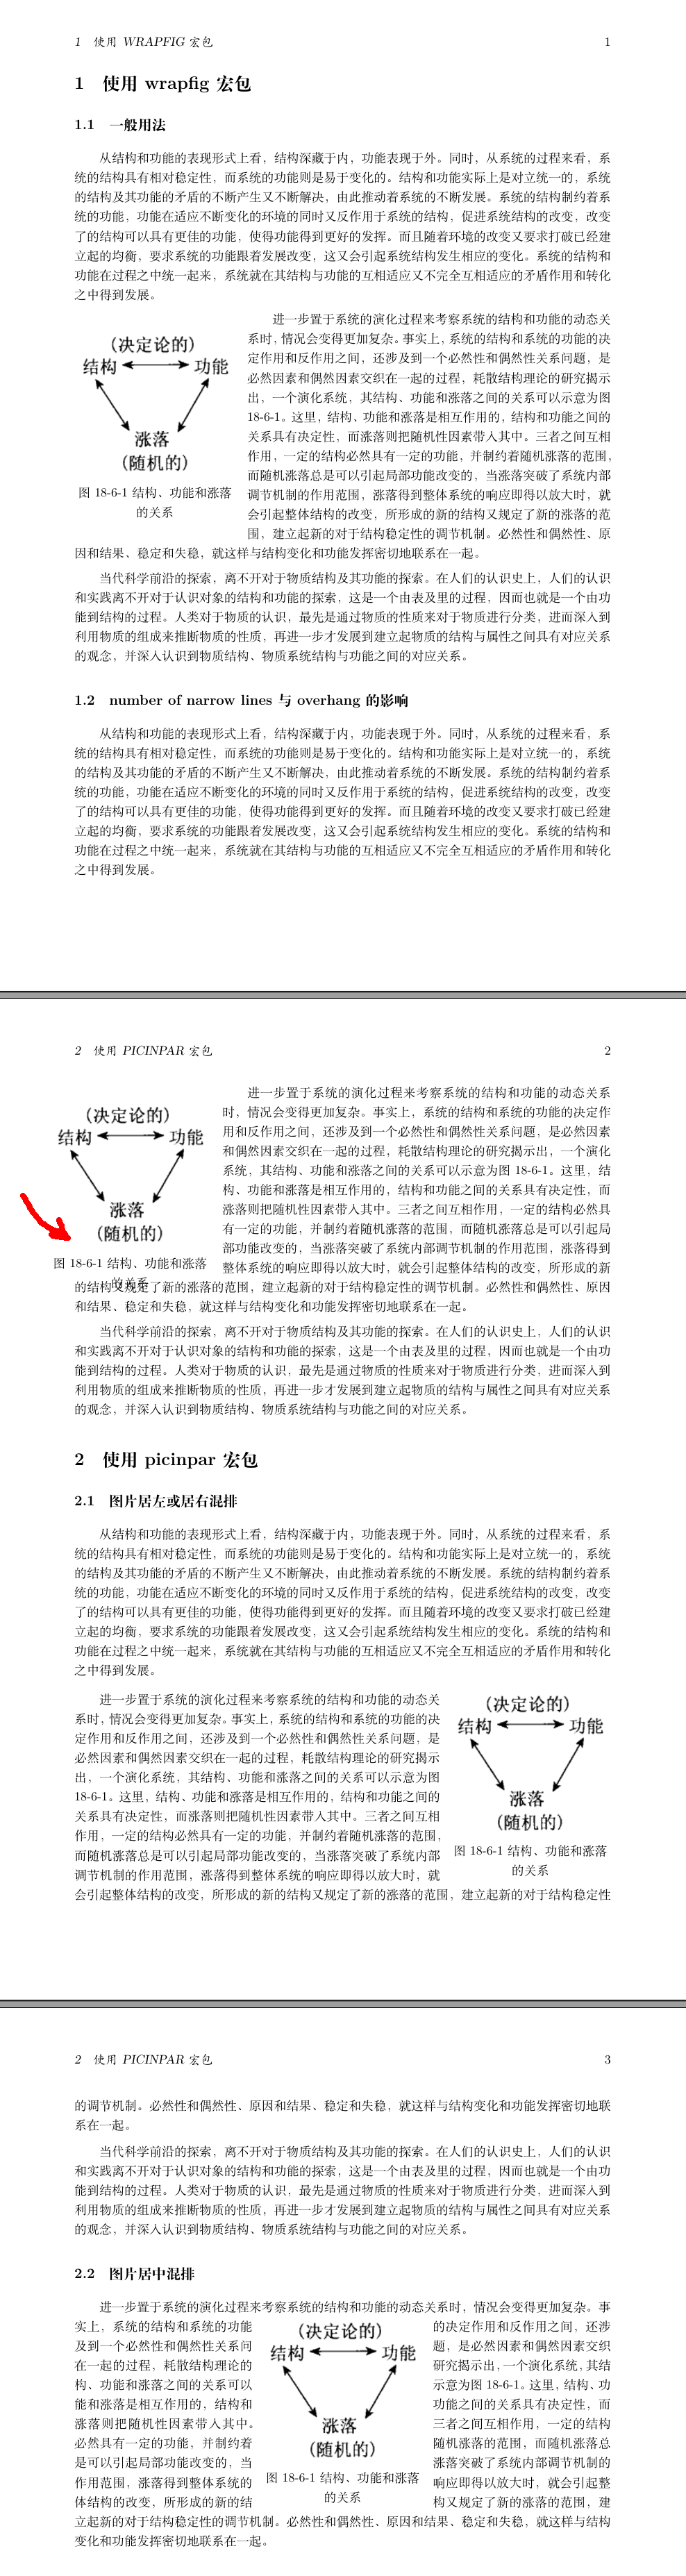 1 使用 WRAPFIG 宏包 1
1 使用 wrapfig 宏包
1.1 一般用法
从结构和功能的表现形式上看，结构深藏于内，功能表现于外。同时，从系统的过程来看，系
统的结构具有相对稳定性，而系统的功能则是易于变化的。结构和功能实际上是对立统一的，系统
的结构及其功能的矛盾的不断产生又不断解决，由此推动着系统的不断发展。系统的结构制约着系
统的功能，功能在适应不断变化的环境的同时又反作用于系统的结构，促进系统结构的改变，改变
了的结构可以具有更佳的功能，使得功能得到更好的发挥。而且随着环境的改变又要求打破已经建
立起的均衡，要求系统的功能跟着发展改变，这又会引起系统结构发生相应的变化。系统的结构和
功能在过程之中统一起来，系统就在其结构与功能的互相适应又不完全互相适应的矛盾作用和转化
之中得到发展。
(决定论的)
结构 功能
涨落
(随机的)
图 18-6-1 结构、功能和涨落
的关系
进一步置于系统的演化过程来考察系统的结构和功能的动态关
系时，情况会变得更加复杂。事实上，系统的结构和系统的功能的决
定作用和反作用之间，还涉及到一个必然性和偶然性关系问题，是
必然因素和偶然因素交织在一起的过程，耗散结构理论的研究揭示
出，一个演化系统，其结构、功能和涨落之间的关系可以示意为图
18-6-1。这里，结构、功能和涨落是相互作用的，结构和功能之间的
关系具有决定性，而涨落则把随机性因素带入其中。三者之间互相
作用，一定的结构必然具有一定的功能，并制约着随机涨落的范围，
而随机涨落总是可以引起局部功能改变的，当涨落突破了系统内部
调节机制的作用范围，涨落得到整体系统的响应即得以放大时，就
会引起整体结构的改变，所形成的新的结构又规定了新的涨落的范
围，建立起新的对于结构稳定性的调节机制。必然性和偶然性、原
因和结果、稳定和失稳，就这样与结构变化和功能发挥密切地联系在一起。
当代科学前沿的探索，离不开对于物质结构及其功能的探索。在人们的认识史上，人们的认识
和实践离不开对于认识对象的结构和功能的探索，这是一个由表及里的过程，因而也就是一个由功
能到结构的过程。人类对于物质的认识，最先是通过物质的性质来对于物质进行分类，进而深入到
利用物质的组成来推断物质的性质，再进一步才发展到建立起物质的结构与属性之间具有对应关系
的观念，并深入认识到物质结构、物质系统结构与功能之间的对应关系。
1.2 number of narrow lines 与 overhang 的影响
从结构和功能的表现形式上看，结构深藏于内，功能表现于外。同时，从系统的过程来看，系
统的结构具有相对稳定性，而系统的功能则是易于变化的。结构和功能实际上是对立统一的，系统
的结构及其功能的矛盾的不断产生又不断解决，由此推动着系统的不断发展。系统的结构制约着系
统的功能，功能在适应不断变化的环境的同时又反作用于系统的结构，促进系统结构的改变，改变
了的结构可以具有更佳的功能，使得功能得到更好的发挥。而且随着环境的改变又要求打破已经建
立起的均衡，要求系统的功能跟着发展改变，这又会引起系统结构发生相应的变化。系统的结构和
功能在过程之中统一起来，系统就在其结构与功能的互相适应又不完全互相适应的矛盾作用和转化
之中得到发展。
2 使用 PICINPAR 宏包 2
(决定论的)
结构 功能
涨落
(随机的)
图 18-6-1 结构、功能和涨落
的关系
进一步置于系统的演化过程来考察系统的结构和功能的动态关系
时，情况会变得更加复杂。事实上，系统的结构和系统的功能的决定作
用和反作用之间，还涉及到一个必然性和偶然性关系问题，是必然因素
和偶然因素交织在一起的过程，耗散结构理论的研究揭示出，一个演化
系统，其结构、功能和涨落之间的关系可以示意为图 18-6-1。这里，结
构、功能和涨落是相互作用的，结构和功能之间的关系具有决定性，而
涨落则把随机性因素带入其中。三者之间互相作用，一定的结构必然具
有一定的功能，并制约着随机涨落的范围，而随机涨落总是可以引起局
部功能改变的，当涨落突破了系统内部调节机制的作用范围，涨落得到
整体系统的响应即得以放大时，就会引起整体结构的改变，所形成的新
的结构又规定了新的涨落的范围，建立起新的对于结构稳定性的调节机制。必然性和偶然性、原因
和结果、稳定和失稳，就这样与结构变化和功能发挥密切地联系在一起。
当代科学前沿的探索，离不开对于物质结构及其功能的探索。在人们的认识史上，人们的认识
和实践离不开对于认识对象的结构和功能的探索，这是一个由表及里的过程，因而也就是一个由功
能到结构的过程。人类对于物质的认识，最先是通过物质的性质来对于物质进行分类，进而深入到
利用物质的组成来推断物质的性质，再进一步才发展到建立起物质的结构与属性之间具有对应关系
的观念，并深入认识到物质结构、物质系统结构与功能之间的对应关系。
2 使用 picinpar 宏包
2.1 图片居左或居右混排
从结构和功能的表现形式上看，结构深藏于内，功能表现于外。同时，从系统的过程来看，系
统的结构具有相对稳定性，而系统的功能则是易于变化的。结构和功能实际上是对立统一的，系统
的结构及其功能的矛盾的不断产生又不断解决，由此推动着系统的不断发展。系统的结构制约着系
统的功能，功能在适应不断变化的环境的同时又反作用于系统的结构，促进系统结构的改变，改变
了的结构可以具有更佳的功能，使得功能得到更好的发挥。而且随着环境的改变又要求打破已经建
立起的均衡，要求系统的功能跟着发展改变，这又会引起系统结构发生相应的变化。系统的结构和
功能在过程之中统一起来，系统就在其结构与功能的互相适应又不完全互相适应的矛盾作用和转化
之中得到发展。
进一步置于系统的演化过程来考察系统的结构和功能的动态关
系时，情况会变得更加复杂。事实上，系统的结构和系统的功能的决
定作用和反作用之间，还涉及到一个必然性和偶然性关系问题，是
必然因素和偶然因素交织在一起的过程，耗散结构理论的研究揭示
出，一个演化系统，其结构、功能和涨落之间的关系可以示意为图
18-6-1。这里，结构、功能和涨落是相互作用的，结构和功能之间的
关系具有决定性，而涨落则把随机性因素带入其中。三者之间互相
作用，一定的结构必然具有一定的功能，并制约着随机涨落的范围，
而随机涨落总是可以引起局部功能改变的，当涨落突破了系统内部
调节机制的作用范围，涨落得到整体系统的响应即得以放大时，就
会引起整体结构的改变，所形成的新的结构又规定了新的涨落的范围，建立起新的对于结构稳定性
(决定论的)
结构 功能
涨落
(随机的)
图 18-6-1 结构、功能和涨落
的关系
2 使用 PICINPAR 宏包 3
的调节机制。必然性和偶然性、原因和结果、稳定和失稳，就这样与结构变化和功能发挥密切地联
系在一起。
当代科学前沿的探索，离不开对于物质结构及其功能的探索。在人们的认识史上，人们的认识
和实践离不开对于认识对象的结构和功能的探索，这是一个由表及里的过程，因而也就是一个由功
能到结构的过程。人类对于物质的认识，最先是通过物质的性质来对于物质进行分类，进而深入到
利用物质的组成来推断物质的性质，再进一步才发展到建立起物质的结构与属性之间具有对应关系
的观念，并深入认识到物质结构、物质系统结构与功能之间的对应关系。
2.2 图片居中混排
进一步置于系统的演化过程来考察系统的结构和功能的动态关系时，情况会变得更加复杂。事
实上，系统的结构和系统的功能 的决定作用和反作用之间，还涉
及到一个必然性和偶然性关系问 题，是必然因素和偶然因素交织
在一起的过程，耗散结构理论的 研究揭示出，一个演化系统，其结
构、功能和涨落之间的关系可以 示意为图 18-6-1。这里，结构、功
能和涨落是相互作用的，结构和 功能之间的关系具有决定性，而
涨落则把随机性因素带入其中。 三者之间互相作用，一定的结构
必然具有一定的功能，并制约着 随机涨落的范围，而随机涨落总
是可以引起局部功能改变的，当 涨落突破了系统内部调节机制的
作用范围，涨落得到整体系统的 响应即得以放大时，就会引起整
体结构的改变，所形成的新的结 构又规定了新的涨落的范围，建
(决定论的)
结构 功能
涨落
(随机的)
图 18-6-1 结构、功能和涨落
的关系
立起新的对于结构稳定性的调节机制。必然性和偶然性、原因和结果、稳定和失稳，就这样与结构
变化和功能发挥密切地联系在一起。